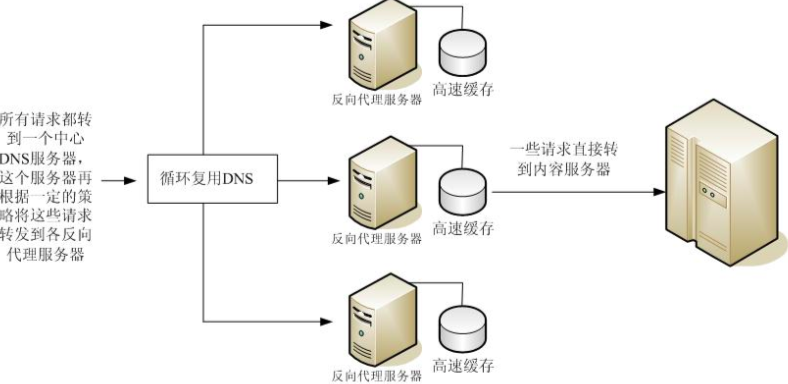 所有请求都转
到一个中心
DNS服务器，
这个服务器再
根据一定的策
略将这些请求
转发到各反向
代理服务器
循环复用DNS
反向代理服务器
高速缓存
反向代理服务器
高速缓存
反向代理服务器
高速缓存
一些请求直接转
到内容服务器